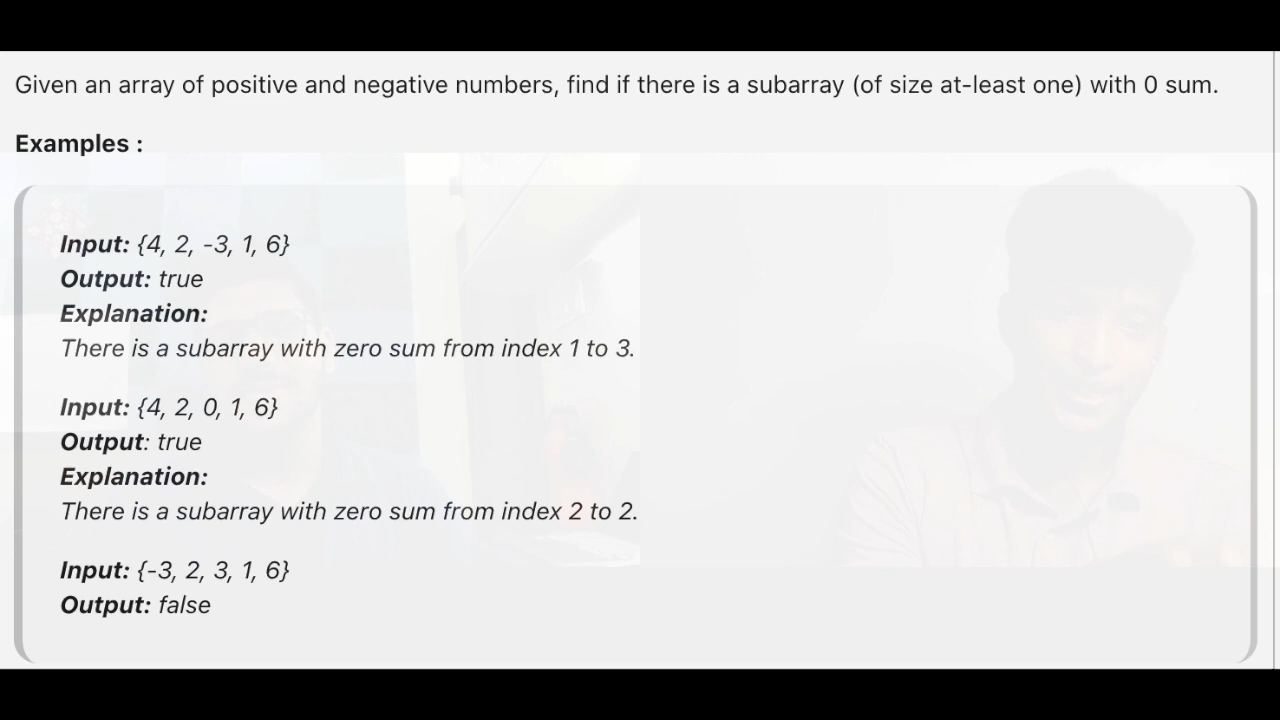 Given an array of positive and negative numbers, find if there is a subarray (of size at-least one) with 0 sum.
Examples :
Input: {4, 2, -3, 1, 6}
Output: true
Explanation:
There is a subarray with zero sum from index 1 to 3.
Input: {4, 2, 0, 1, 6}
Output: true
Explanation:
There is a subarray with zero sum from index 2 to 2.
Input: {-3, 2, 3, 1, 6}
Output: false